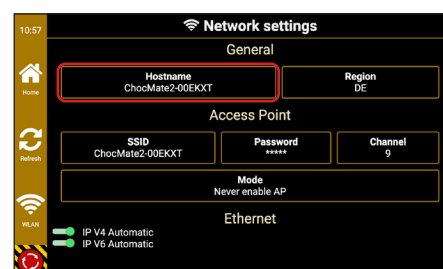 10:57
Network settings
General
Home
Hostname
ChocMate2-00EKXT
Region
DE
Access Point
Refresh
SSID
ChocMate2-00EKXT
Password
*****
Channel
9
Mode
Never enable AP
WLAN
Ethernet
IP V4 Automatic
IP V6 Automatic